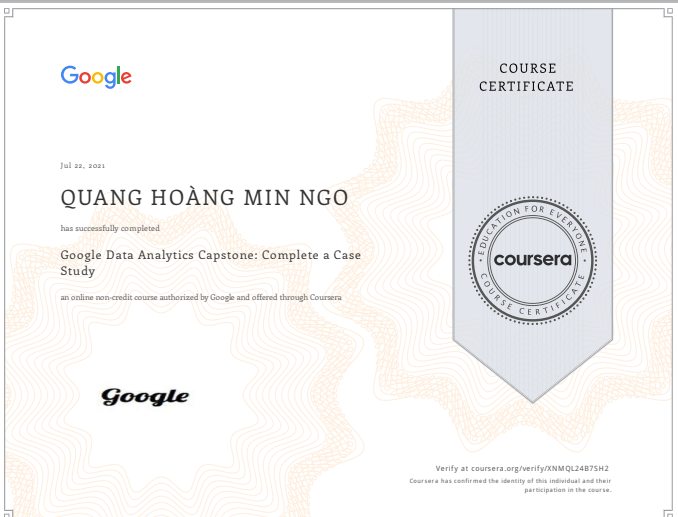 Google
COURSE
CERTIFICATE
Jul 22, 2021
QUANG HOÀNG MIN NGO
has successfully completed
Google Data Analytics Capstone: Complete a Case
Study
an online non-credit course authorized by Google and offered through Coursera
EDUCATION FOR EVERYONE
coursera
COURSE CERTIFICATE
Google
Verify at coursera.org/verify/XNMQL24B7SH2
Coursera has confirmed the identity of this individual and their
participation in the course.